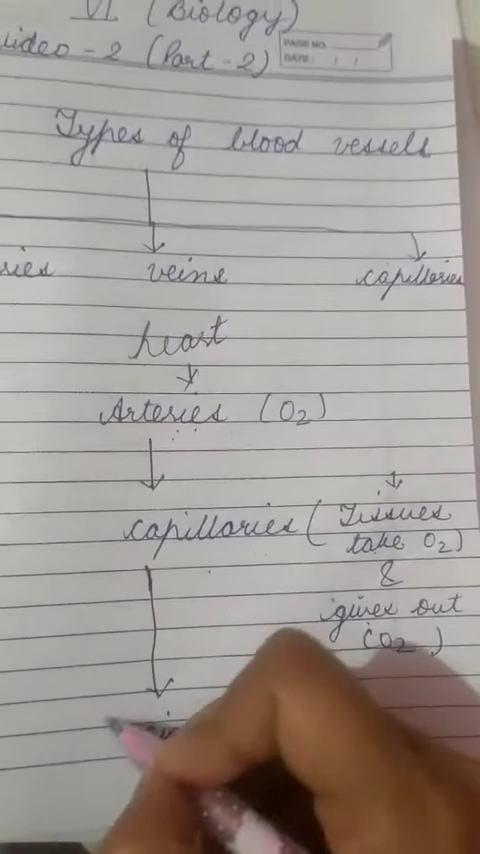 VI (Biology)
ideo - 2 (Part - 2)
PAGE NO.
DATE: / /
Types of blood vessels
ries veins capillaries
heart
Arteries (O2)
capillaries ( Tissues
take O2)
&
gives out
CO2 )